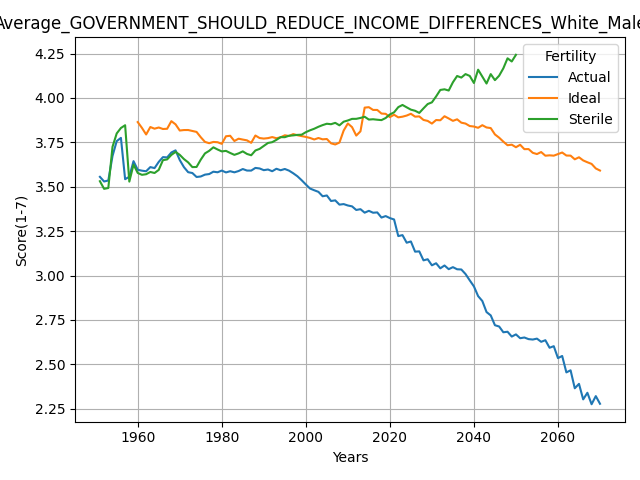 Average_GOVERNMENT_SHOULD_REDUCE_INCOME_DIFFERENCES_White_Male
Fertility
Actual
Ideal
Sterile
4.25
4.00
3.75
3.50
3.25
3.00
2.75
2.50
2.25
Score(1-7)
1960 1980 2000 2020 2040 2060
Years